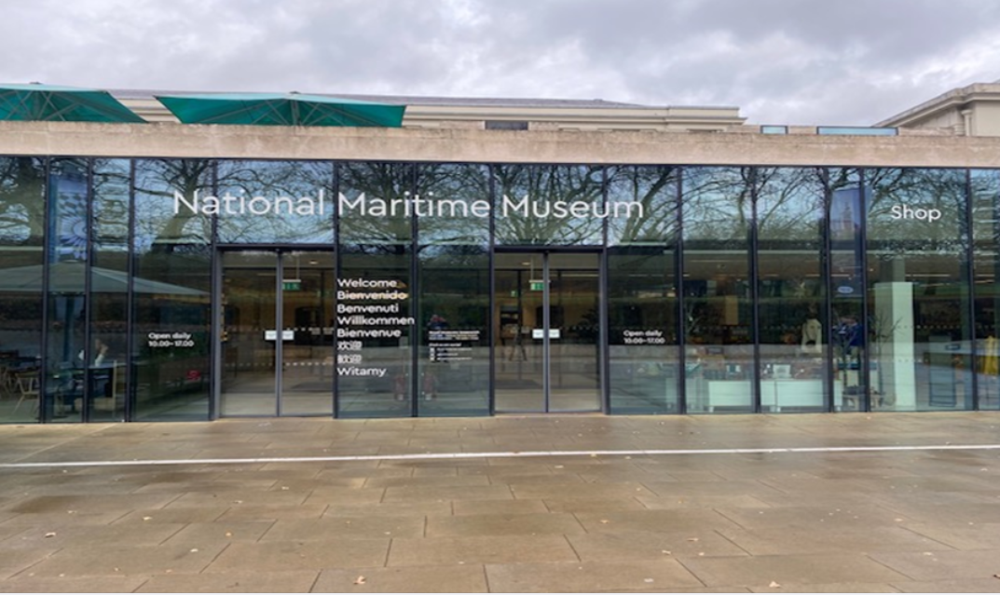 National Maritime Museum
Shop
Welcome
Bienvenido
Benvenuti
Willkommen
Bienvenue
欢迎
歡迎
Witamy
Open daily
10.00–17.00
Open daily
10.00–17.00